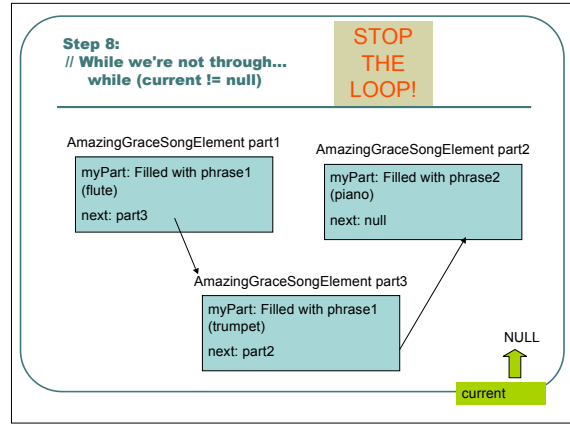 Step 8:
// While we're not through...
while (current != null)
STOP
THE
LOOP!
AmazingGraceSongElement part1
myPart: Filled with phrase1
(flute)
next: part3
AmazingGraceSongElement part2
myPart: Filled with phrase2
(piano)
next: null
AmazingGraceSongElement part3
myPart: Filled with phrase1
(trumpet)
next: part2
NULL
current